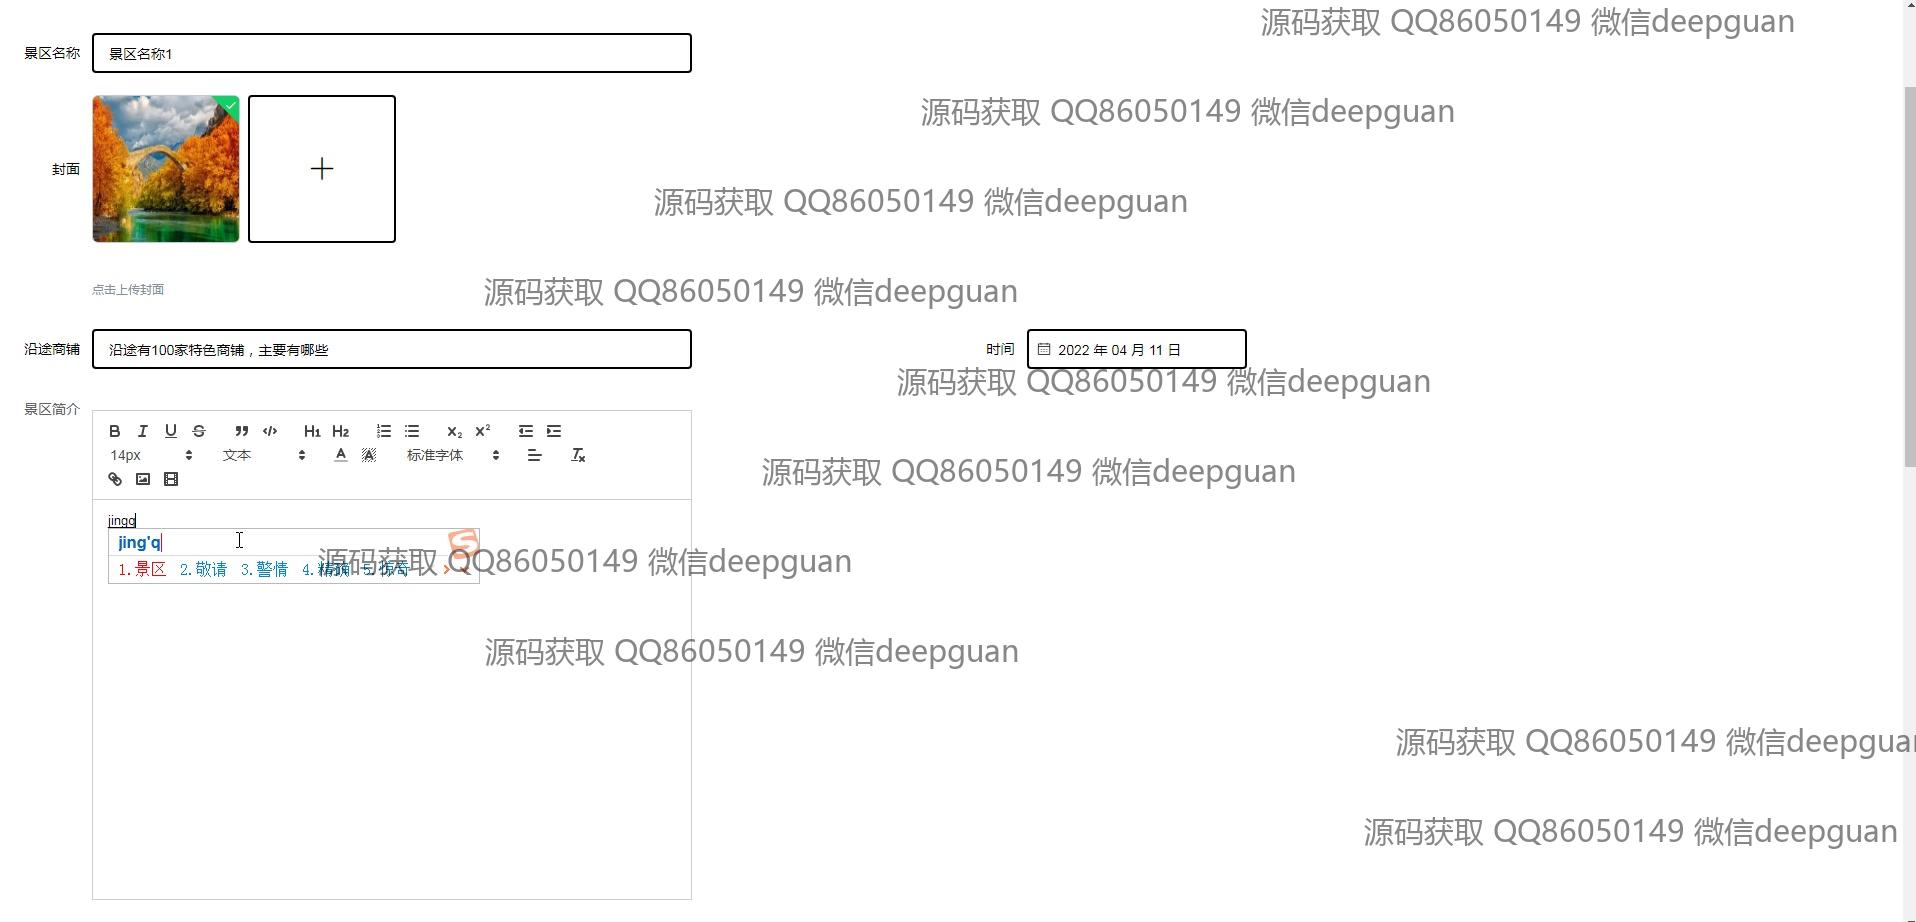 源码获取 QQ86050149 微信deepguan
景区名称
景区名称1
源码获取 QQ86050149 微信deepguan
封面
源码获取 QQ86050149 微信deepguan
点击上传封面
源码获取 QQ86050149 微信deepguan
沿途商铺
沿途有100家特色商铺，主要有哪些
时间
2022 年 04 月 11 日
源码获取 QQ86050149 微信deepguan
景区简介
B I U S ” </> H1 H2 X2 X²
14px 文本 A A 标准字体 Tx
源码获取 QQ86050149 微信deepguan
jingq
jing'q
源码获取 QQ86050149 微信deepguan
1.景区 2.敬请 3.警情 4.精确 5.惊奇
源码获取 QQ86050149 微信deepguan
源码获取 QQ86050149 微信deepguan
源码获取 QQ86050149 微信deepguan